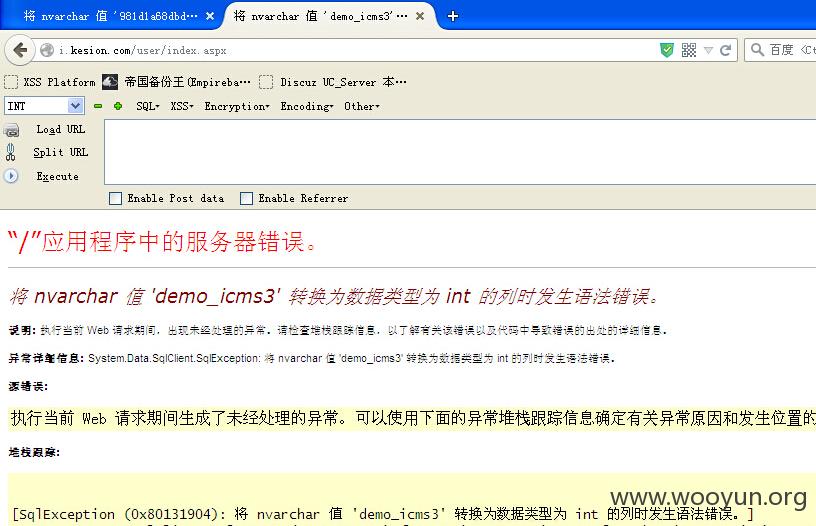 将 nvarchar 值 '981d1a68dbd⋯ × 将 nvarchar 值 'demo_icms3'⋯ × +
i.kesion.com/user/index.aspx 百度 <Ct
XSS Platform 帝国备份王(Empireba⋯ Discuz UC_Server 本⋯
INT SQL▾ XSS▾ Encryption▾ Encoding▾ Other▾
Load URL
Split URL
Execute
Enable Post data Enable Referrer
“/”应用程序中的服务器错误。
将 nvarchar 值 'demo_icms3' 转换为数据类型为 int 的列时发生语法错误。
说明: 执行当前 Web 请求期间，出现未经处理的异常。请检查堆栈跟踪信息，以了解有关该错误以及代码中导致错误的出处的详细信息。
异常详细信息: System.Data.SqlClient.SqlException: 将 nvarchar 值 'demo_icms3' 转换为数据类型为 int 的列时发生语法错误。
源错误:
执行当前 Web 请求期间生成了未经处理的异常。可以使用下面的异常堆栈跟踪信息确定有关异常原因和发生位置的
堆栈跟踪:
[SqlException (0x80131904): 将 nvarchar 值 'demo_icms3' 转换为数据类型为 int 的列时发生语法错误。]
www.wooyun.org